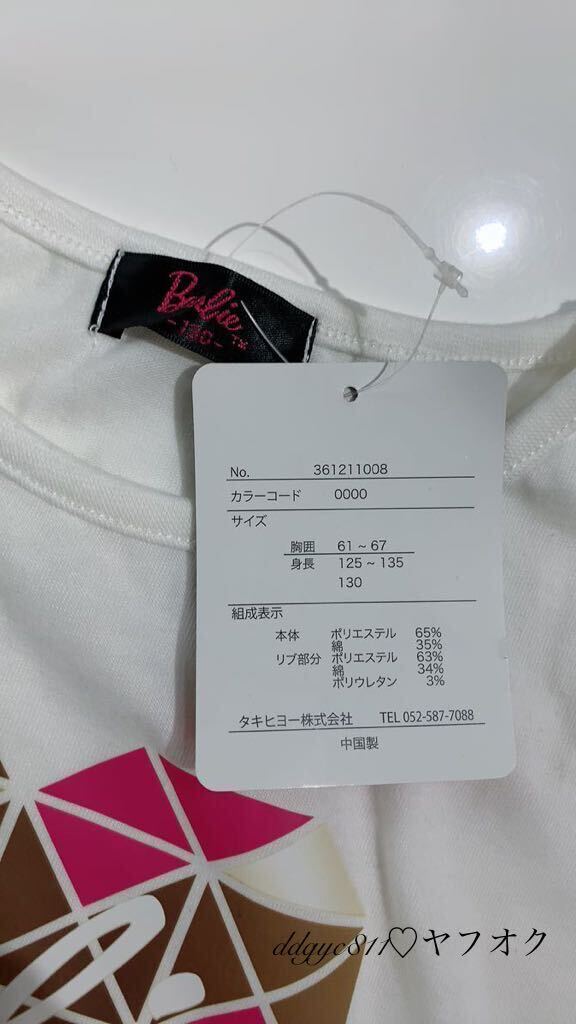 Barbie
-130-
TM
No. 361211008
カラーコード 0000
サイズ
胸囲 61 ~ 67
身長 125 ~ 135
130
組成表示
本体 ポリエステル 65%
綿 35%
リブ部分 ポリエステル 63%
綿 34%
ポリウレタン 3%
タキヒヨー株式会社 TEL 052-587-7088
中国製
ddgyc811♡ヤフオク